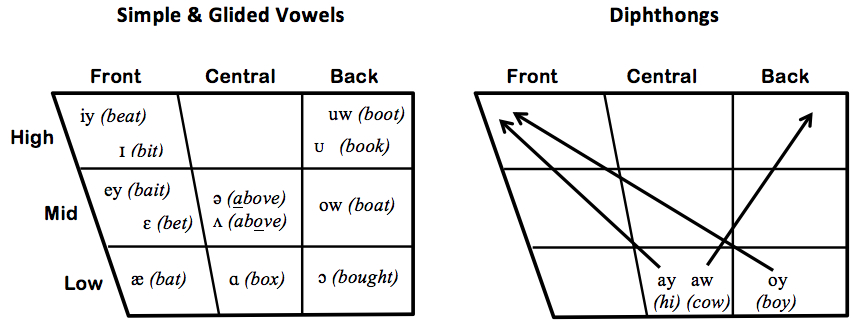 Simple & Glided Vowels
Front Central Back
High
iy (beat)
uw (boot)
ɪ (bit)
ʊ (book)
Mid
ey (bait)
ə (above)
ow (boat)
ɛ (bet)
ʌ (above)
Low
æ (bat)
ɑ (box)
ɔ (bought)
Diphthongs
Front Central Back
ay aw oy
(hi) (cow) (boy)